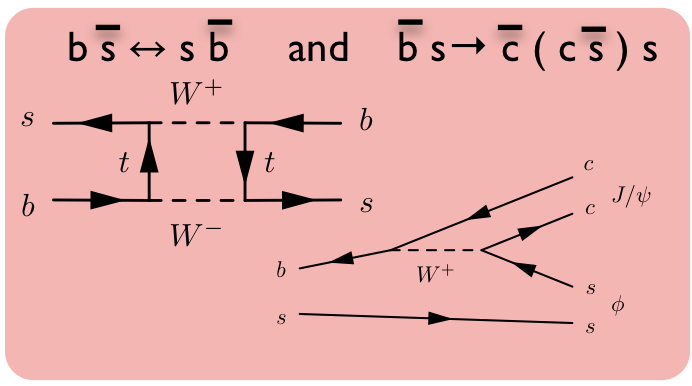 b s̅ ↔ s b̅ and b̅ s → c̅ ( c s̅ ) s
W⁺
s b
t t
b s
W⁻
c
J/ψ
c
b
W⁺
s
ϕ
s
s